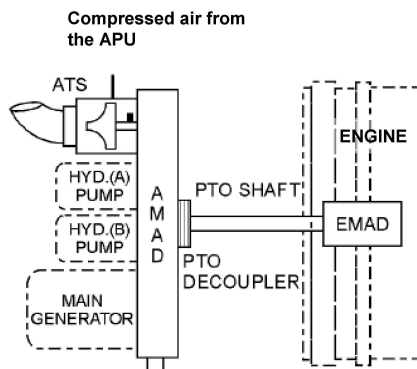 Compressed air from
the APU
ATS
ENGINE
HYD.(A)
PUMP
A
M
A
D
PTO SHAFT
HYD.(B)
PUMP
EMAD
PTO
DECOUPLER
MAIN
GENERATOR